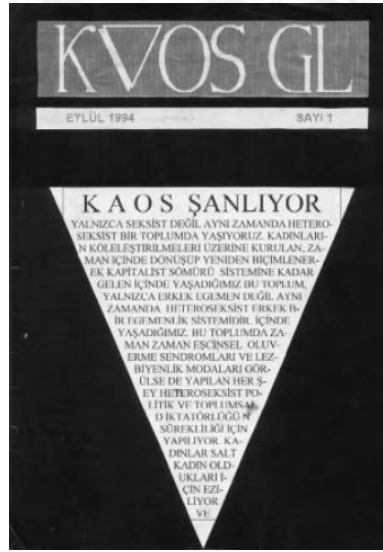 K∇OS GL
EYLÜL 1994 SAYI 1
K A O S ŞANLIYOR
YALNIZCA SEKSİST DEĞİL AYNI ZAMANDA HETERO-
SEKSİST BİR TOPLUMDA YAŞIYORUZ. KADINLARI-
N KÖLELEŞTIRILMELERI ÜZERİNE KURULAN, ZA-
MAN İÇİNDE DÖNÜŞÜP YENİDEN BİÇİMLENER-
EK KAPİTALİST SÖMÜRÜ SİSTEMİNE KADAR
GELEN İÇİNDE YAŞADIĞIMIZ BU TOPLUM,
YALNIZCA ERKEK EGEMEN DEĞİL AYNI
ZAMANDA HETEROSEKSİST ERKEK B-
İR EGEMENLİK SİSTEMİDİR. İÇİNDE
YAŞADIĞIMIZ. BU TOPLUMDA ZA-
MAN ZAMAN EŞCİNSEL OLUV-
ERME SENDROMLARI VE LEZ-
BİYENLİK MODALARI GÖR-
ÜLSE DE YAPILAN HER Ş-
EY HETEROSEKSİST PO-
LİTİK VE TOPLUMSAL
DİKTATÖRLÜĞÜN
SÜREKLİLİĞİ İÇİN
YAPILIYOR. KA-
DINLAR SALT
KADIN OLD-
UKLARI İ-
ÇİN EZİ-
LİYOR
VE